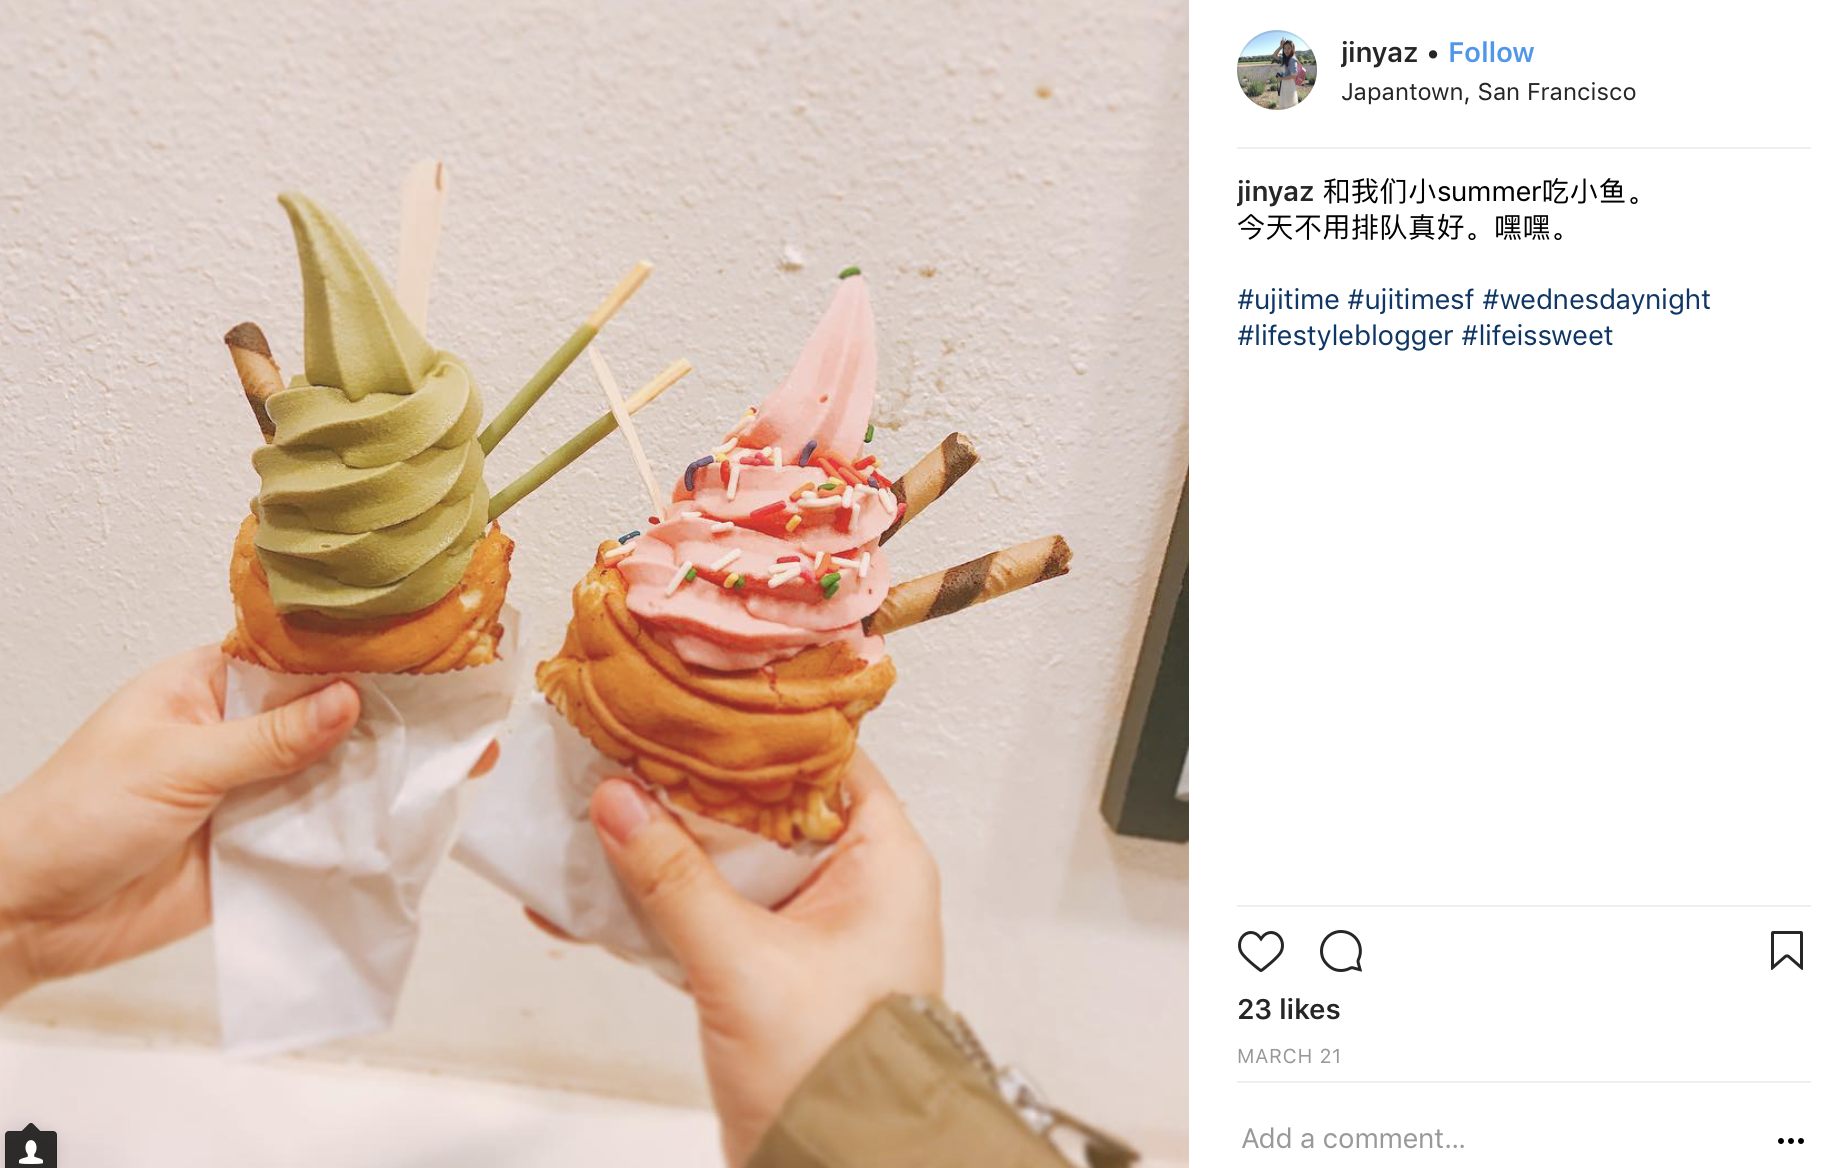 jinyaz • Follow
Japantown, San Francisco
jinyaz 和我们小summer吃小鱼。
今天不用排队真好。嘿嘿。
#ujitime #ujitimesf #wednesdaynight
#lifestyleblogger #lifeissweet
23 likes
MARCH 21
Add a comment...